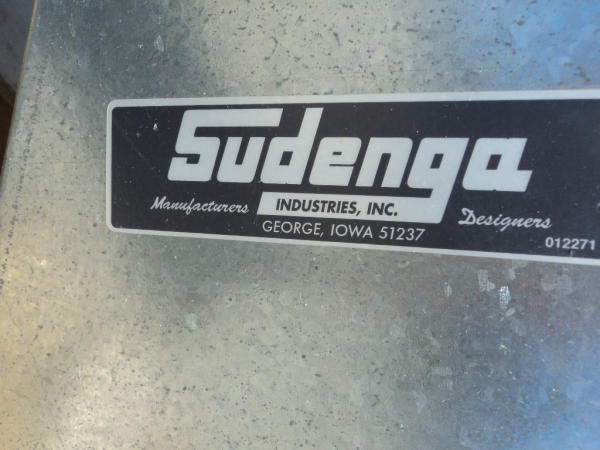 Sudenga
Manufacturers INDUSTRIES, INC. Designers
GEORGE, IOWA 51237
012271